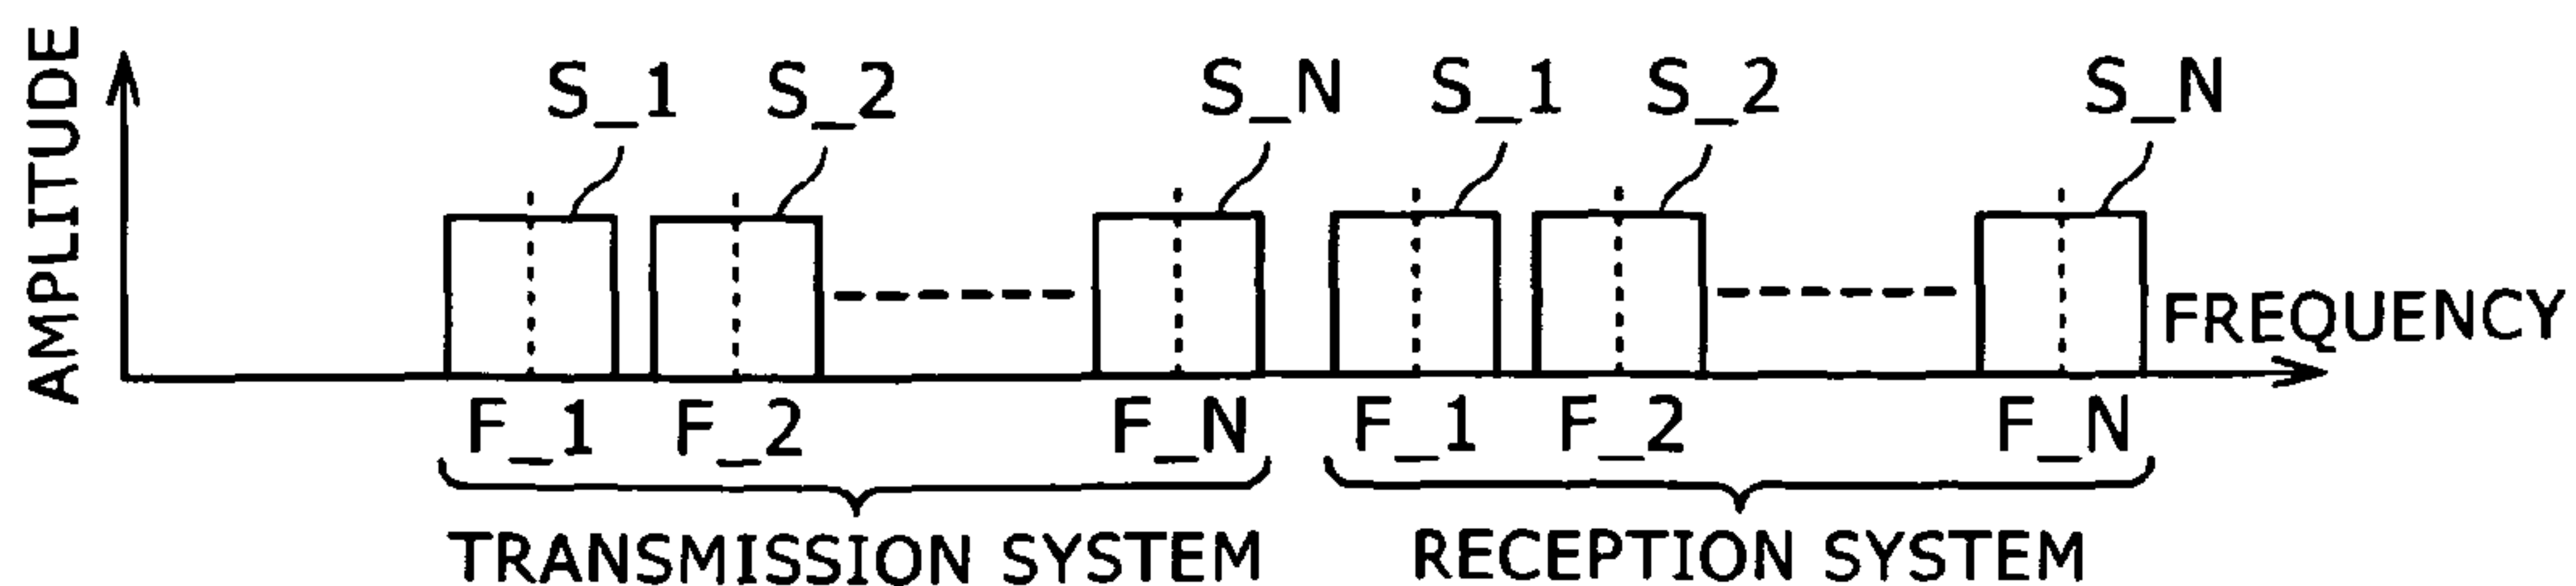 AMPLITUDE
S_1 S_2 S_N S_1 S_2 S_N
FREQUENCY
F_1 F_2 F_N F_1 F_2 F_N
TRANSMISSION SYSTEM RECEPTION SYSTEM